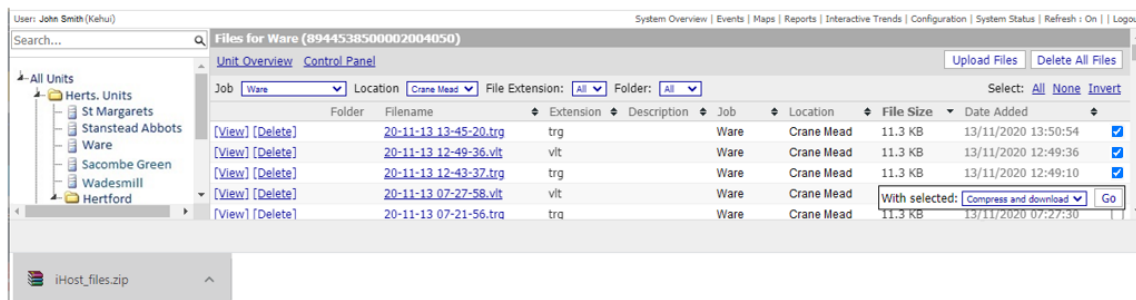 User: John Smith (Kehui) System Overview | Events | Maps | Reports | Interactive Trends | Configuration | System Status | Refresh : On | | Logou
Search... Files for Ware (8944538500002004050)
Unit Overview Control Panel Upload Files Delete All Files
All Units
Job Ware Location Crane Mead File Extension: All Folder: All Select: All None Invert
Herts. Units
Folder Filename Extension Description Job Location File Size Date Added
St Margarets
[View] [Delete] 20-11-13 13-45-20.trg trg Ware Crane Mead 11.3 KB 13/11/2020 13:50:54
Stanstead Abbots
[View] [Delete] 20-11-13 12-49-36.vlt vlt Ware Crane Mead 11.3 KB 13/11/2020 12:49:36
Ware
[View] [Delete] 20-11-13 12-43-37.trg trg Ware Crane Mead 11.3 KB 13/11/2020 12:49:10
Sacombe Green
Wadesmill
[View] [Delete] 20-11-13 07-27-58.vlt vlt Ware Crane Mead With selected: Compress and download Go
Hertford
[View] [Delete] 20-11-13 07-21-56.trg trg Ware Crane Mead 11.3 KB 13/11/2020 07:27:30
iHost_files.zip